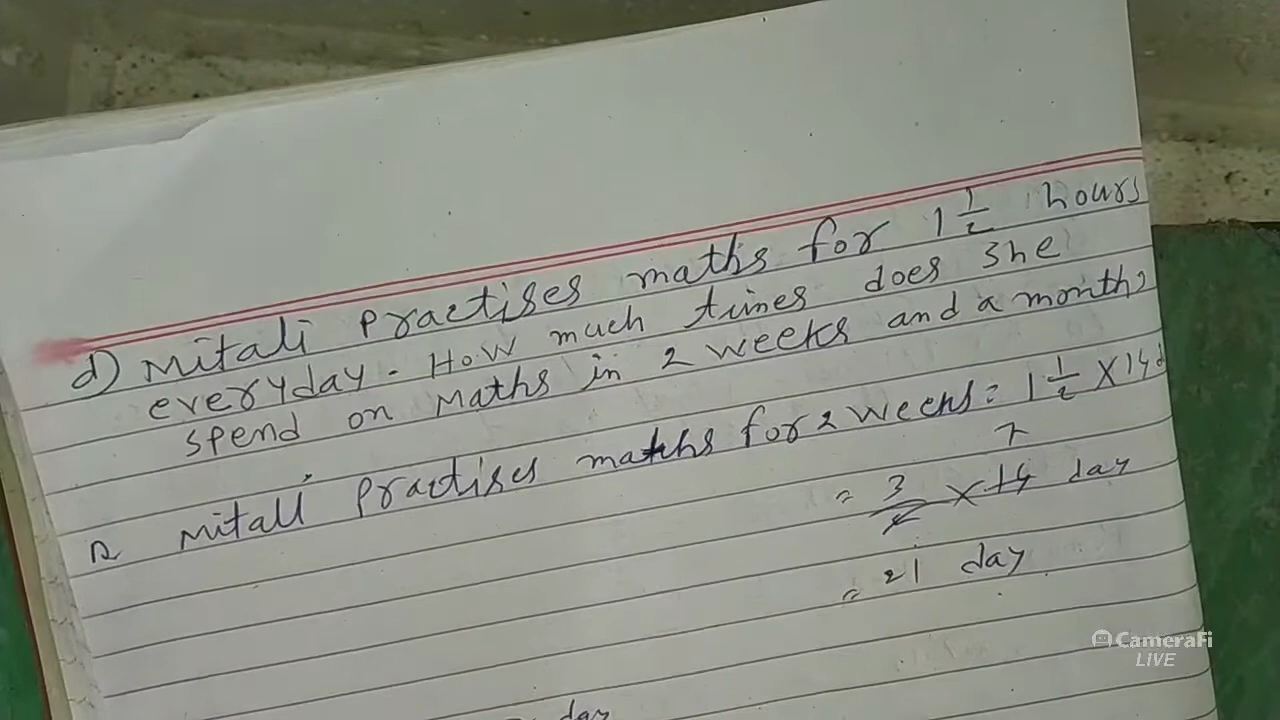 d) Mitali Practises maths for 1 1/2 hours
everyday. How much times does she
spend on Maths in 2 weeks and a month?
Mitali Practises maths for 2 weeks = 1 1/2 X 14 d
7
= 3/2 X 14 day
= 21 day
day
CameraFi
LIVE